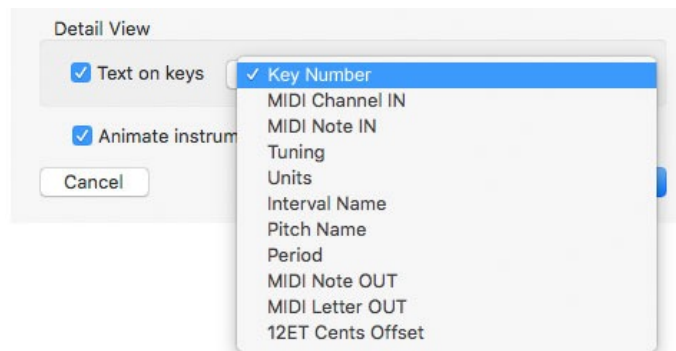 Detail View
Text on keys
✓ Key Number
MIDI Channel IN
MIDI Note IN
Animate instrum
Tuning
Cancel
Units
Interval Name
Pitch Name
Period
MIDI Note OUT
MIDI Letter OUT
12ET Cents Offset